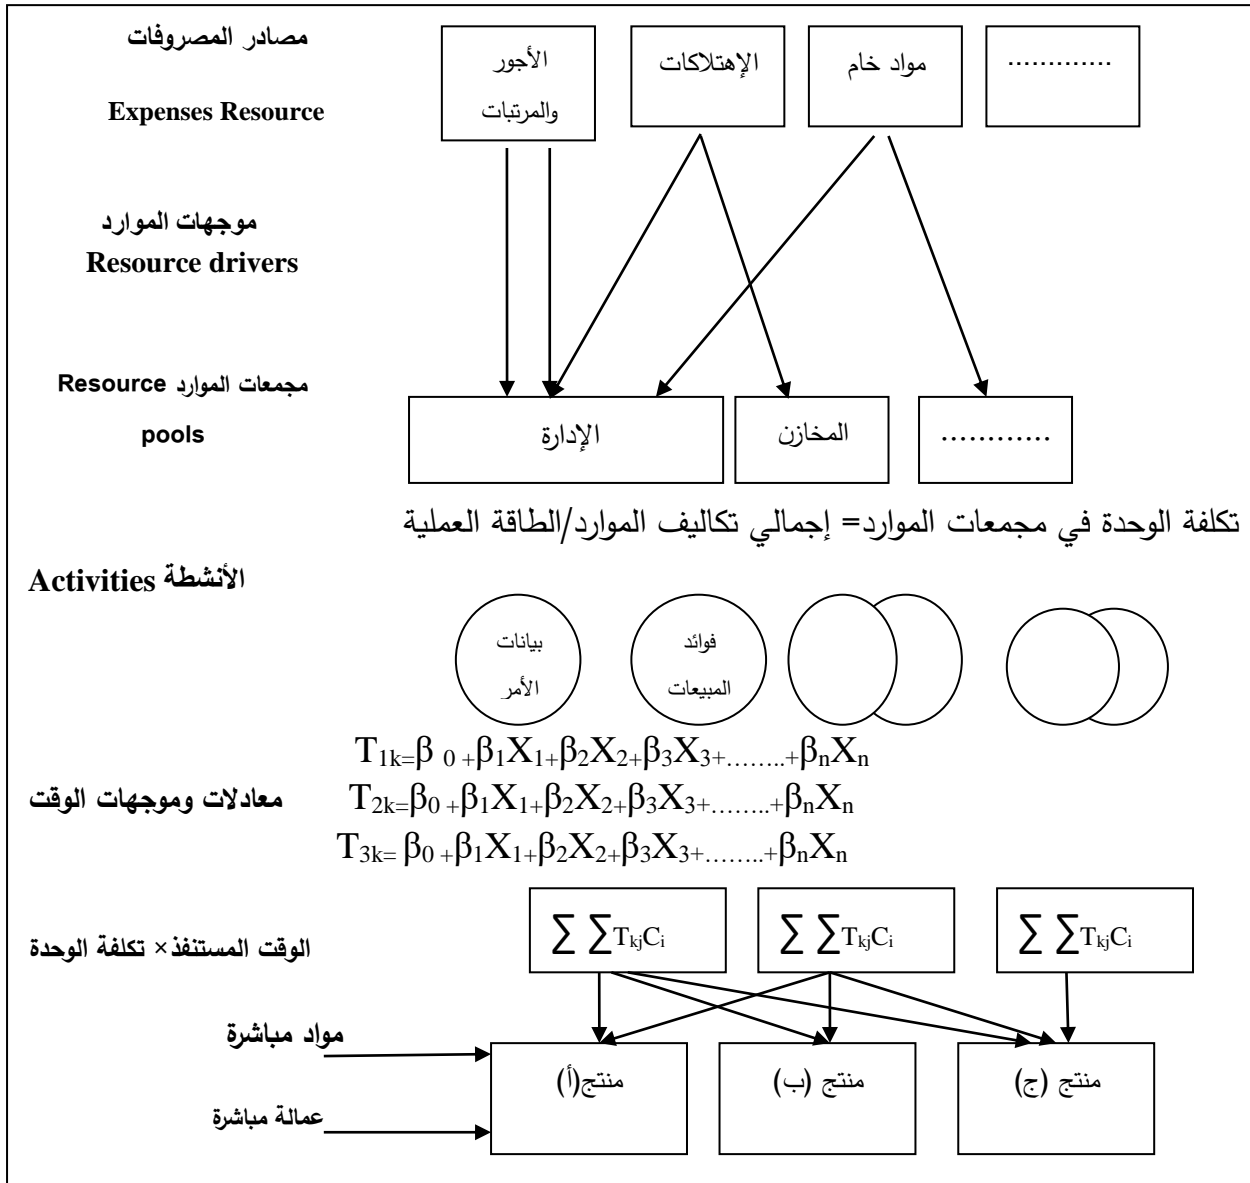 مصادر المصروفات
Expenses Resource
الأجور
والمرتبات
الإهتلاكات
مواد خام
.............
موجهات الموارد
Resource drivers
مجمعات الموارد Resource
pools
الإدارة
المخازن
............
تكلفة الوحدة في مجمعات الموارد= إجمالي تكاليف الموارد/الطاقة العملية
الأنشطة Activities
بيانات
الأمر
فوائد
المبيعات
T1k=β 0 +β1X1+β2X2+β3X3+........+βnXn
معادلات وموجهات الوقت
T2k=β0 +β1X1+β2X2+β3X3+........+βnXn
T3k= β0 +β1X1+β2X2+β3X3+........+βnXn
الوقت المستنفذ× تكلفة الوحدة
∑ ∑TkjCi
∑ ∑TkjCi
∑ ∑TkjCi
مواد مباشرة
عمالة مباشرة
منتج(أ)
منتج (ب)
منتج (ج)